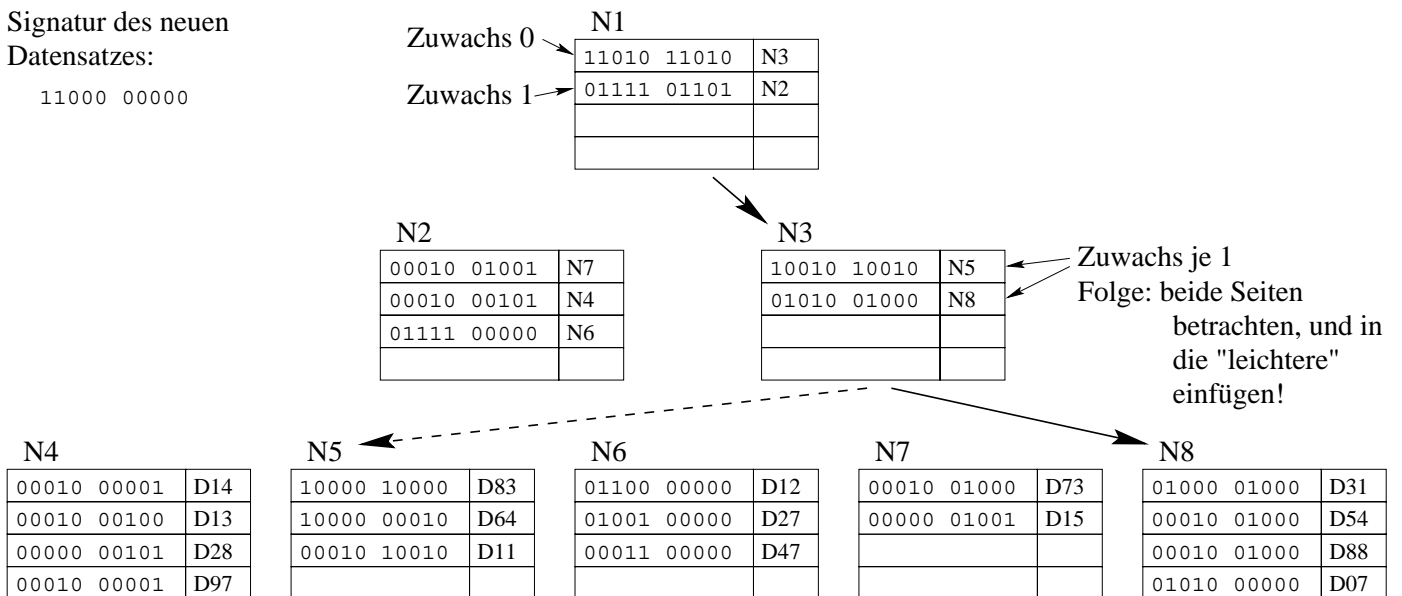 Signatur des neuen
Datensatzes:
11000 00000
Zuwachs 0
Zuwachs 1
N1
11010 11010 N3
01111 01101 N2
N2
00010 01001 N7
00010 00101 N4
01111 00000 N6
N3
10010 10010 N5
01010 01000 N8
Zuwachs je 1
Folge: beide Seiten
betrachten, und in
die "leichtere"
einfügen!
N4
00010 00001 D14
00010 00100 D13
00000 00101 D28
00010 00001 D97
N5
10000 10000 D83
10000 00010 D64
00010 10010 D11
N6
01100 00000 D12
01001 00000 D27
00011 00000 D47
N7
00010 01000 D73
00000 01001 D15
N8
01000 01000 D31
00010 01000 D54
00010 01000 D88
01010 00000 D07